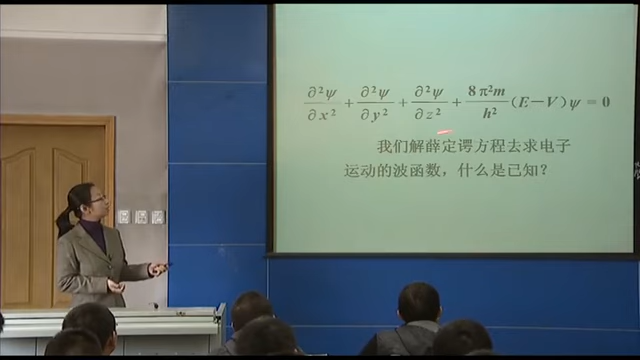 ∂²ψ/∂x² + ∂²ψ/∂y² + ∂²ψ/∂z² + 8π²m/h² (E－V)ψ = 0
我们解薛定谔方程去求电子
运动的波函数，什么是已知？